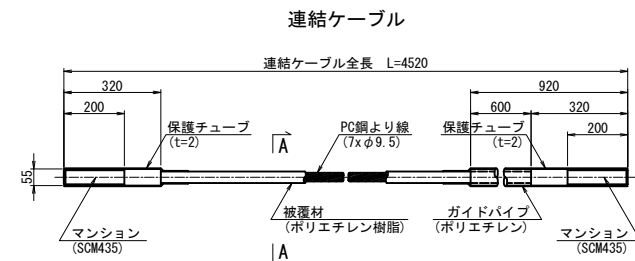 連結ケーブル
連結ケーブル全長 L=4520
320
920
200
600
320
200
保護チューブ
(t=2)
A
PC鋼より線
(7xφ9.5)
保護チューブ
(t=2)
55
マンション
(SCM435)
被覆材
(ポリエチレン樹脂)
ガイドパイプ
(ポリエチレン)
マンション
(SCM435)
A